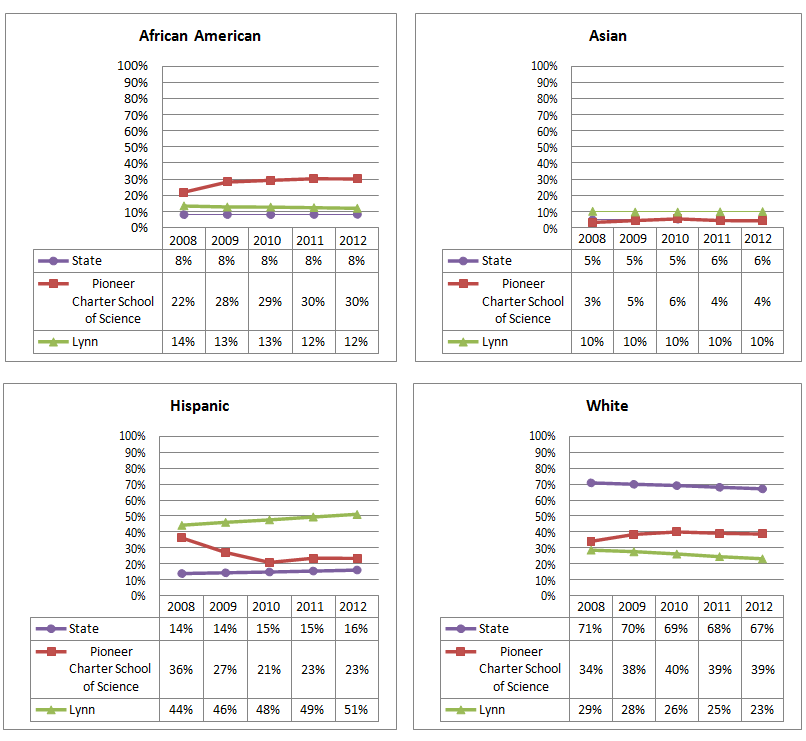 African American
100%
90%
80%
70%
60%
50%
40%
30%
20%
10%
0%
2008 2009 2010 2011 2012
State 8% 8% 8% 8% 8%
Pioneer
Charter School
of Science
22% 28% 29% 30% 30%
Lynn 14% 13% 13% 12% 12%
Asian
100%
90%
80%
70%
60%
50%
40%
30%
20%
10%
0%
2008 2009 2010 2011 2012
State 5% 5% 5% 6% 6%
Pioneer
Charter School
of Science
3% 5% 6% 4% 4%
Lynn 10% 10% 10% 10% 10%
Hispanic
100%
90%
80%
70%
60%
50%
40%
30%
20%
10%
0%
2008 2009 2010 2011 2012
State 14% 14% 15% 15% 16%
Pioneer
Charter School
of Science
36% 27% 21% 23% 23%
Lynn 44% 46% 48% 49% 51%
White
100%
90%
80%
70%
60%
50%
40%
30%
20%
10%
0%
2008 2009 2010 2011 2012
State 71% 70% 69% 68% 67%
Pioneer
Charter School
of Science
34% 38% 40% 39% 39%
Lynn 29% 28% 26% 25% 23%